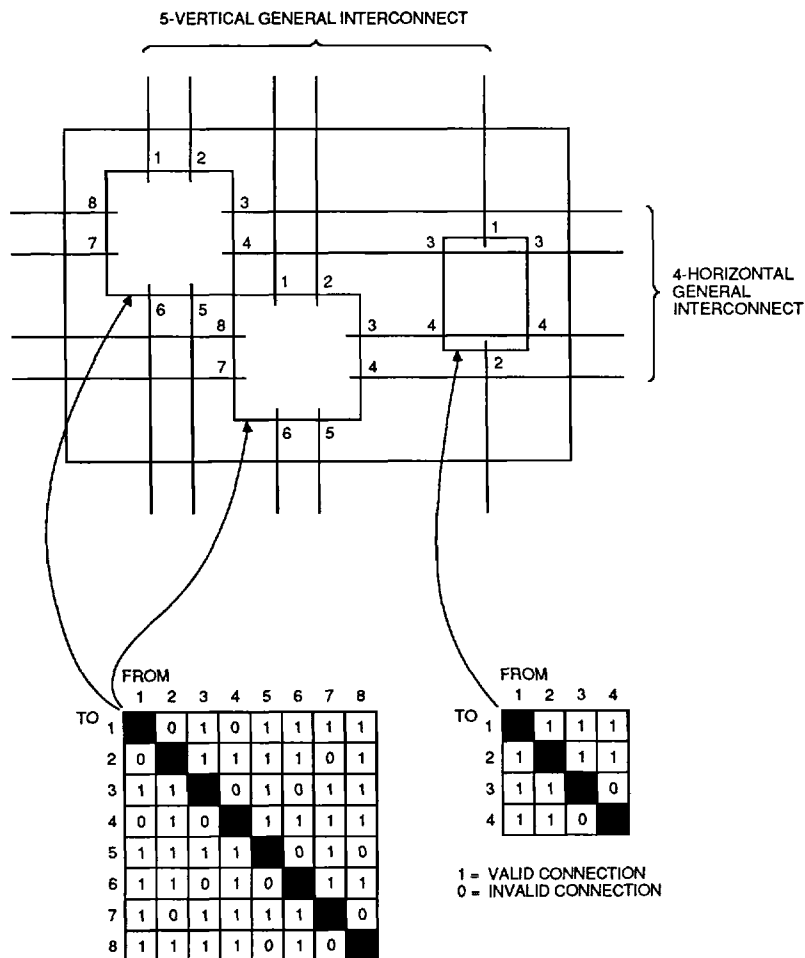 5-VERTICAL GENERAL INTERCONNECT
1 2
8 3
7 4
6 5
1 2
8 3
7 4
6 5
1
3 3
4 4
2
4-HORIZONTAL
GENERAL
INTERCONNECT
FROM
1 2 3 4 5 6 7 8
TO
1 0 1 0 1 1 1 1
2 0 1 1 1 1 0 1
3 1 1 0 1 0 1 1
4 0 1 0 1 1 1 1
5 1 1 1 1 0 1 0
6 1 1 0 1 0 1 1
7 1 0 1 1 1 1 0
8 1 1 1 1 0 1 0
FROM
1 2 3 4
TO
1 1 1 1
2 1 1 1
3 1 1 0
4 1 1 0
1 = VALID CONNECTION
0 = INVALID CONNECTION